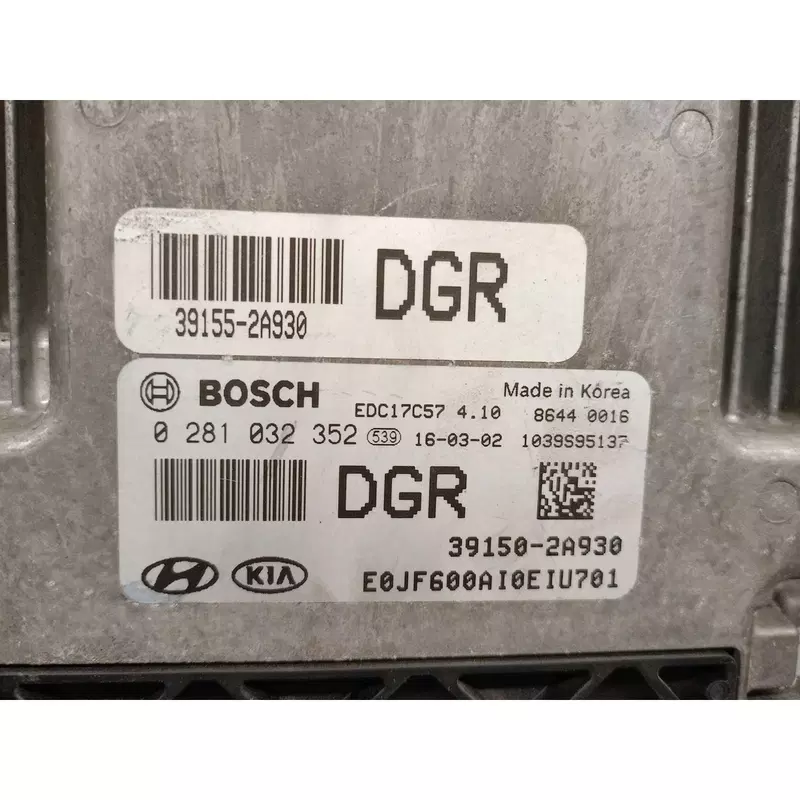 DGR
39155-2A930
BOSCH
EDC17C57 4.10
Made in Korea
8644 0016
0 281 032 352 539 16-03-02 1039S95137
DGR
39150-2A930
KIA
E0JF600AI0EIU701